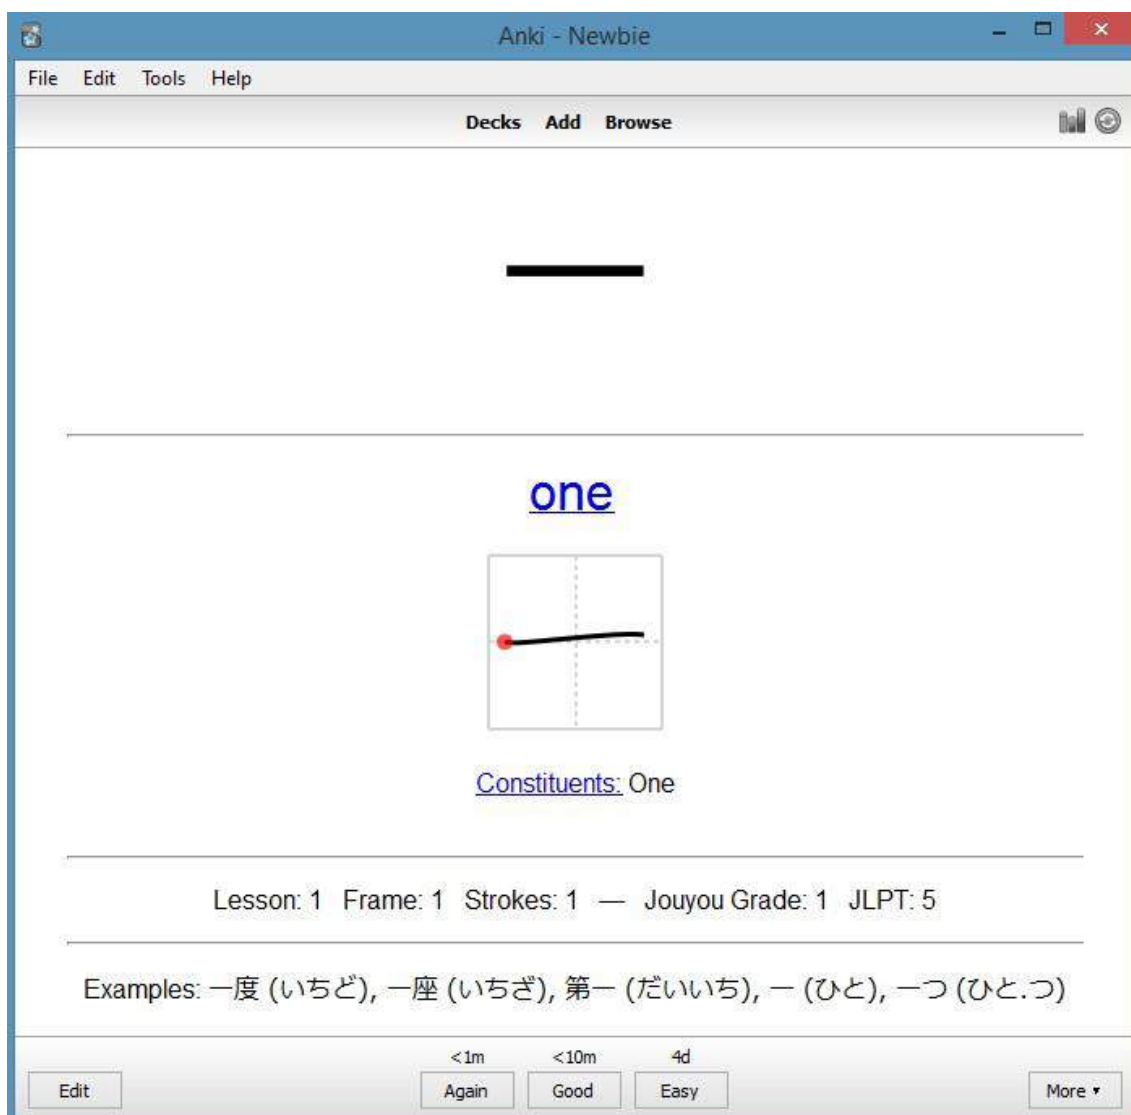 Anki - Newbie
File Edit Tools Help
Decks Add Browse
一
one
Constituents: One
Lesson: 1 Frame: 1 Strokes: 1 — Jouyou Grade: 1 JLPT: 5
Examples: 一度 (いちど), 一座 (いちざ), 第一 (だいいち), 一 (ひと), 一つ (ひと.つ)
<1m <10m 4d
Edit Again Good Easy More ▾